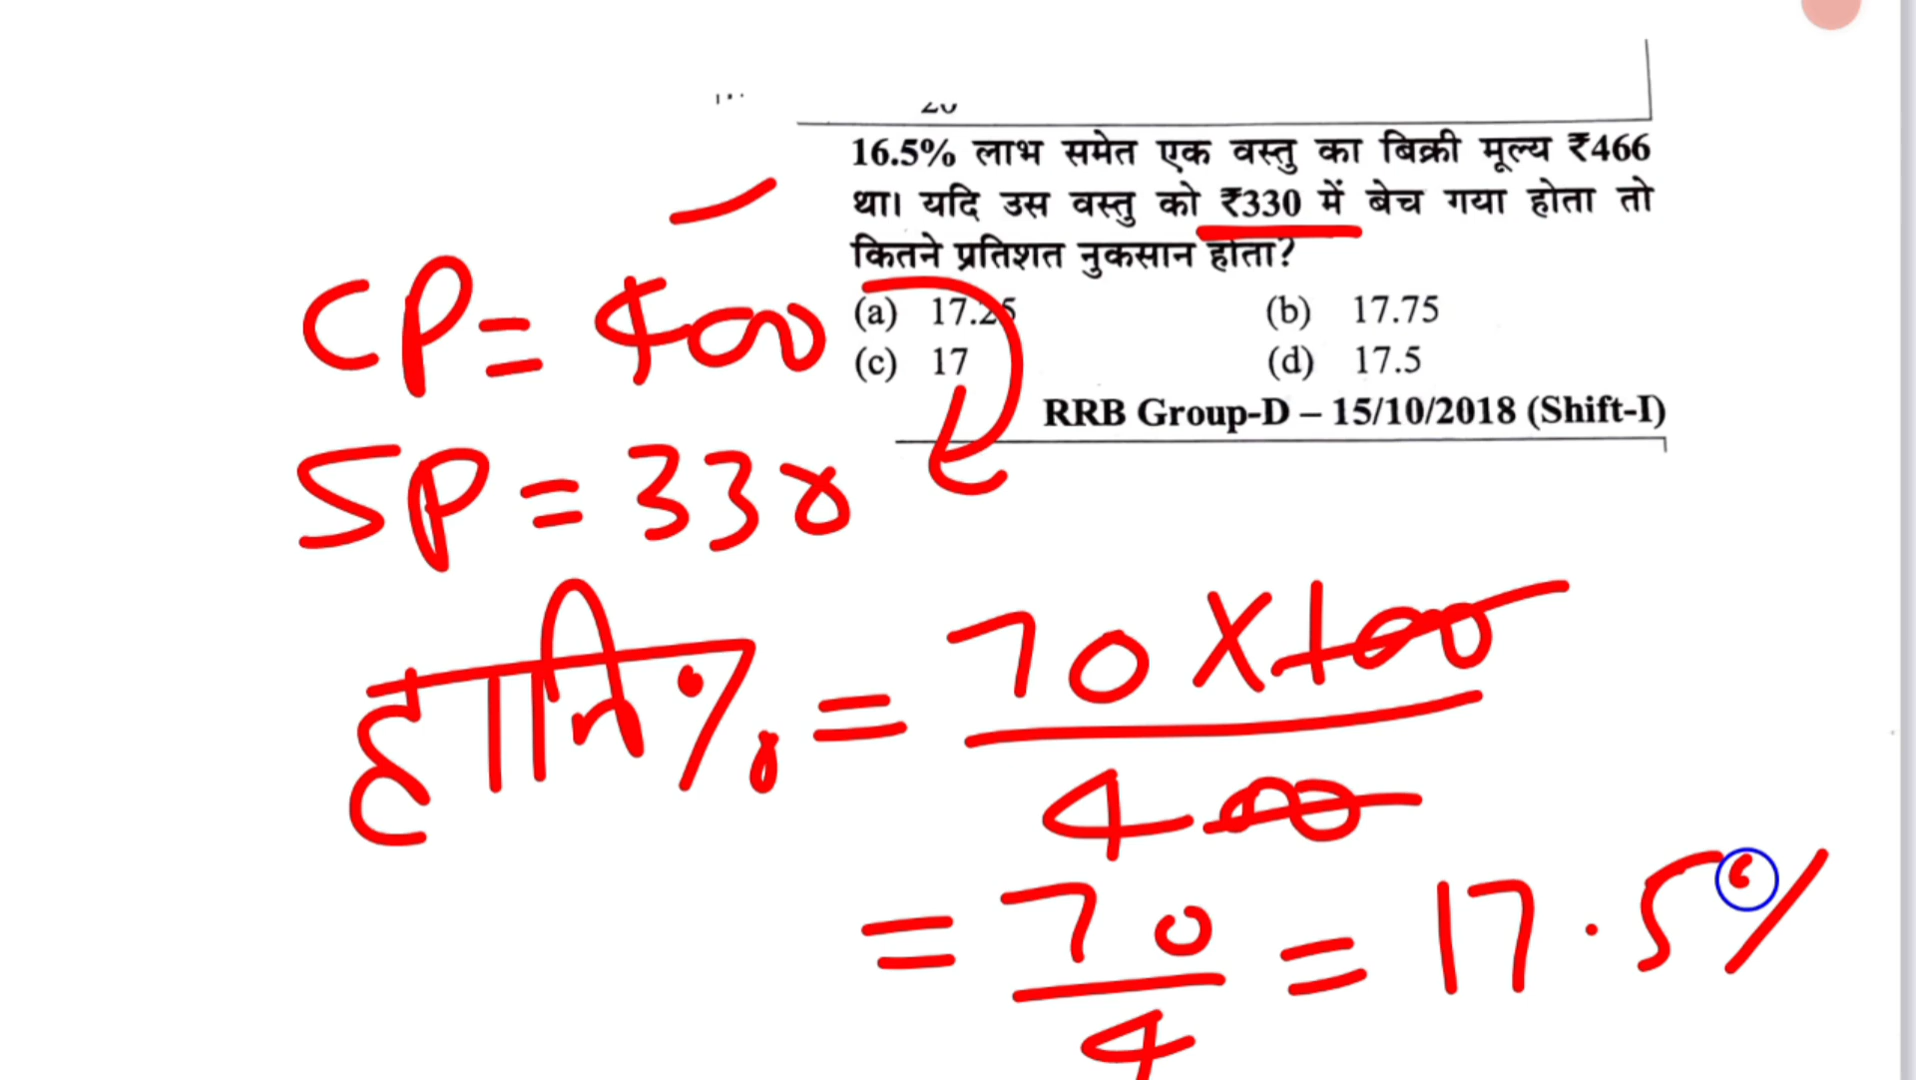 16.5% लाभ समेत एक वस्तु का बिक्री मूल्य ₹466
था। यदि उस वस्तु को ₹330 में बेच गया होता तो
कितने प्रतिशत नुकसान होता?
(a) 17.25 (b) 17.75
(c) 17 (d) 17.5
RRB Group-D – 15/10/2018 (Shift-I)
CP = 400
SP = 330
हानि% = 70 × 100
400
= 70 = 17.5%
4